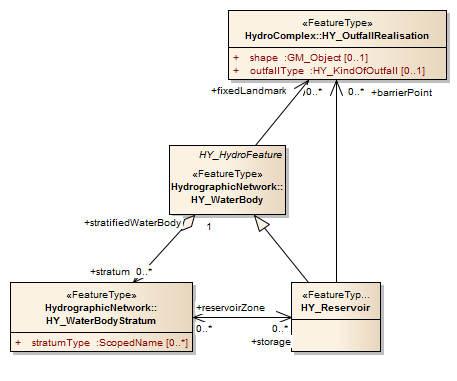 «FeatureType»
HydroComplex::HY_OutfallRealisation
+ shape :GM_Object [0..1]
+ outfallType :HY_KindOfOutfall [0..1]
+fixedLandmark
0..*
0..*
+barrierPoint
HY_HydroFeature
«FeatureType»
HydrographicNetwork::
HY_WaterBody
+stratifiedWaterBody
1
+stratum 0..*
«FeatureType»
HydrographicNetwork::
HY_WaterBodyStratum
+ stratumType :ScopedName [0..*]
+reservoirZone
0..*
0..*
+storage
«FeatureTyp...
HY_Reservoir